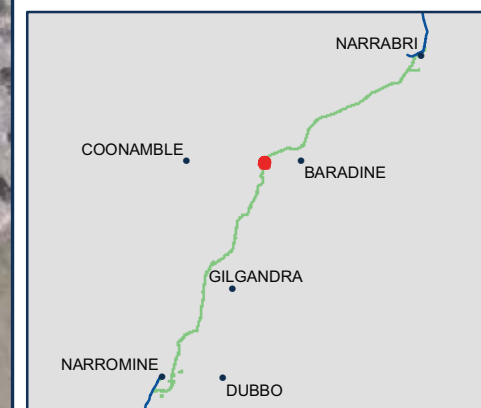 NARRABRI
COONAMBLE
BARADINE
GILGANDRA
NARROMINE
DUBBO